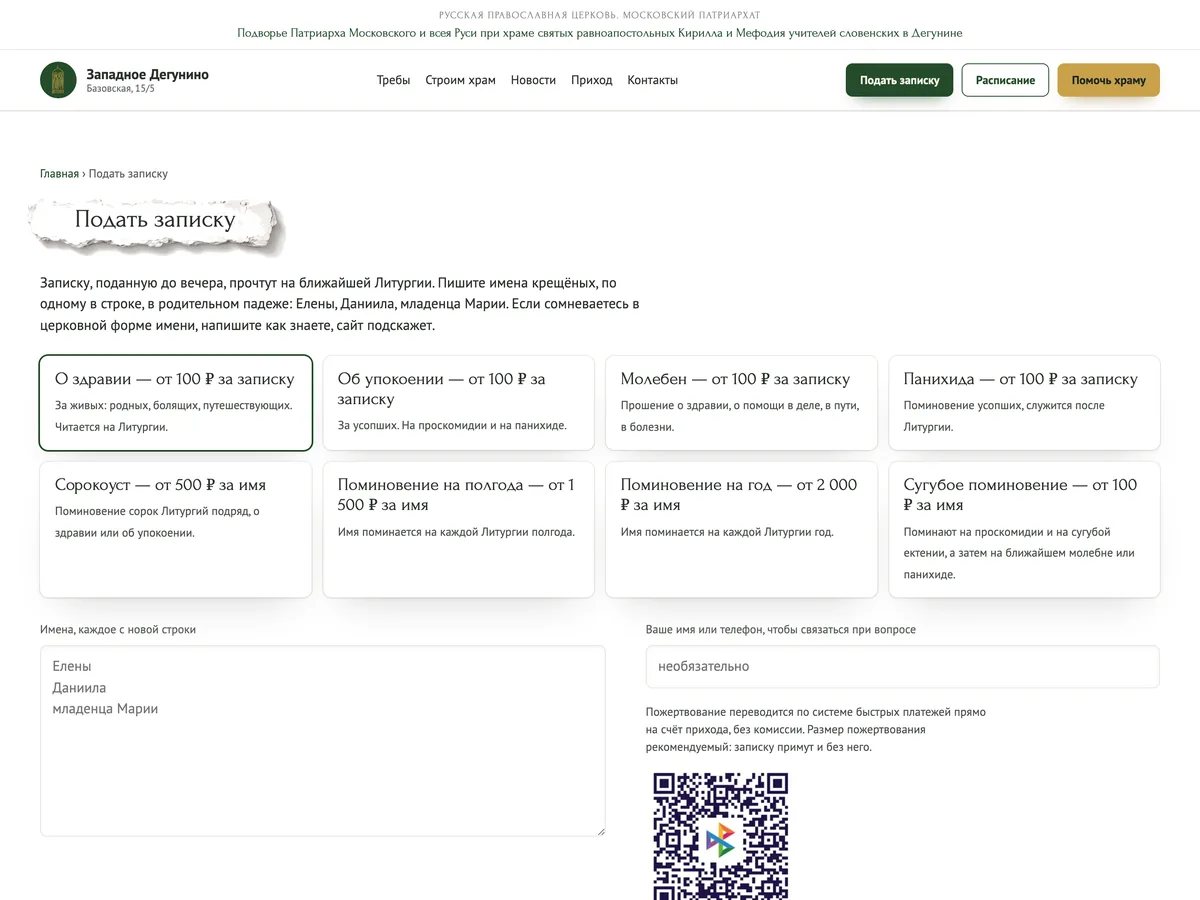 РУССКАЯ ПРАВОСЛАВНАЯ ЦЕРКОВЬ. МОСКОВСКИЙ ПАТРИАРХАТ
Подворье Патриарха Московского и всея Руси при храме святых равноапостольных Кирилла и Мефодия учителей словенских в Дегунине
Западное Дегунино
Базовская, 15/5
Требы Строим храм Новости Приход Контакты
Подать записку Расписание Помочь храму
Главная › Подать записку
Подать записку
Записку, поданную до вечера, прочтут на ближайшей Литургии. Пишите имена крещёных, по
одному в строке, в родительном падеже: Елены, Даниила, младенца Марии. Если сомневаетесь в
церковной форме имени, напишите как знаете, сайт подскажет.
О здравии — от 100 ₽ за записку
За живых: родных, болящих, путешествующих.
Читается на Литургии.
Об упокоении — от 100 ₽ за
записку
За усопших. На проскомидии и на панихиде.
Молебен — от 100 ₽ за записку
Прошение о здравии, о помощи в деле, в пути,
в болезни.
Панихида — от 100 ₽ за записку
Поминовение усопших, служится после
Литургии.
Сорокоуст — от 500 ₽ за имя
Поминовение сорок Литургий подряд, о
здравии или об упокоении.
Поминовение на полгода — от 1
500 ₽ за имя
Имя поминается на каждой Литургии полгода.
Поминовение на год — от 2 000
₽ за имя
Имя поминается на каждой Литургии год.
Сугубое поминовение — от 100
₽ за имя
Поминают на проскомидии и на сугубой
ектении, а затем на ближайшем молебне или
панихиде.
Имена, каждое с новой строки
Елены
Даниила
младенца Марии
Ваше имя или телефон, чтобы связаться при вопросе
необязательно
Пожертвование переводится по системе быстрых платежей прямо
на счёт прихода, без комиссии. Размер пожертвования
рекомендуемый: записку примут и без него.